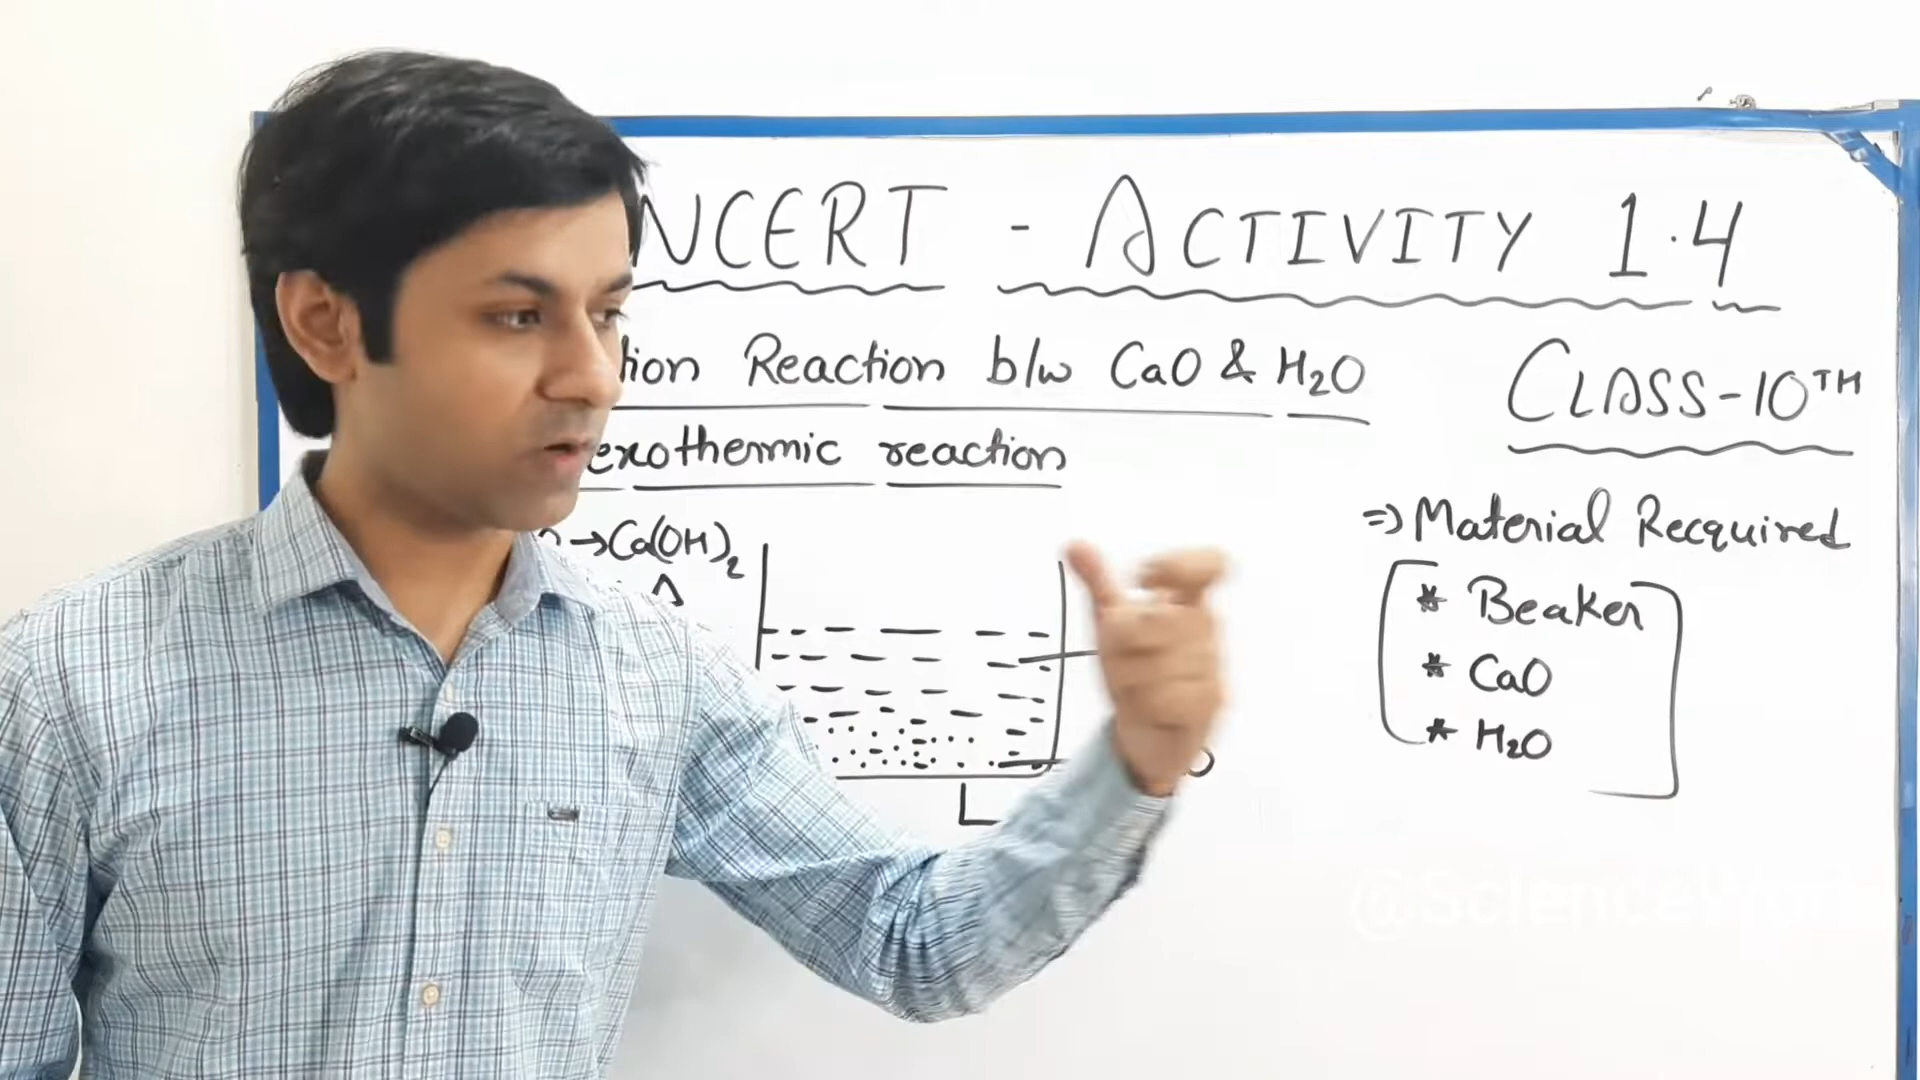 NCERT - ACTIVITY 1.4
tion Reaction b/w CaO & H2O
CLASS-10TH
exothermic reaction
→Ca(OH)2
Δ
⇒ Material Recquired
* Beaker
* CaO
* H2O